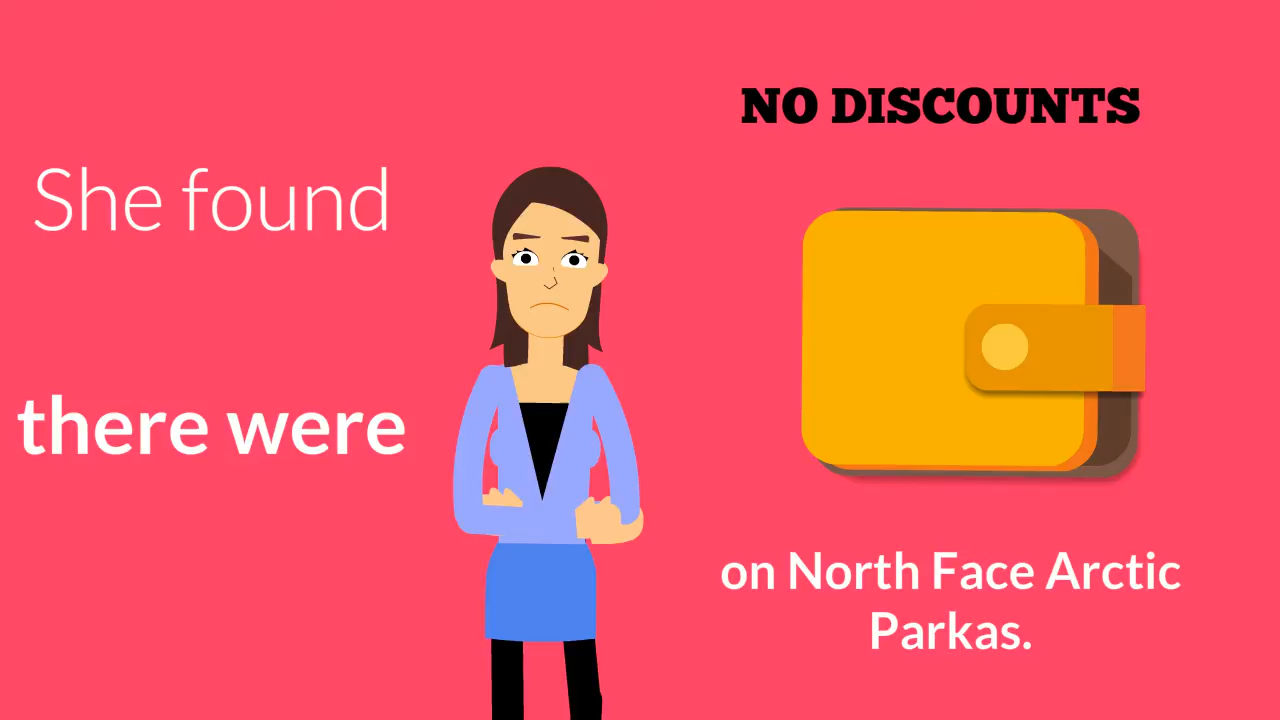 She found
there were
NO DISCOUNTS
on North Face Arctic
Parkas.